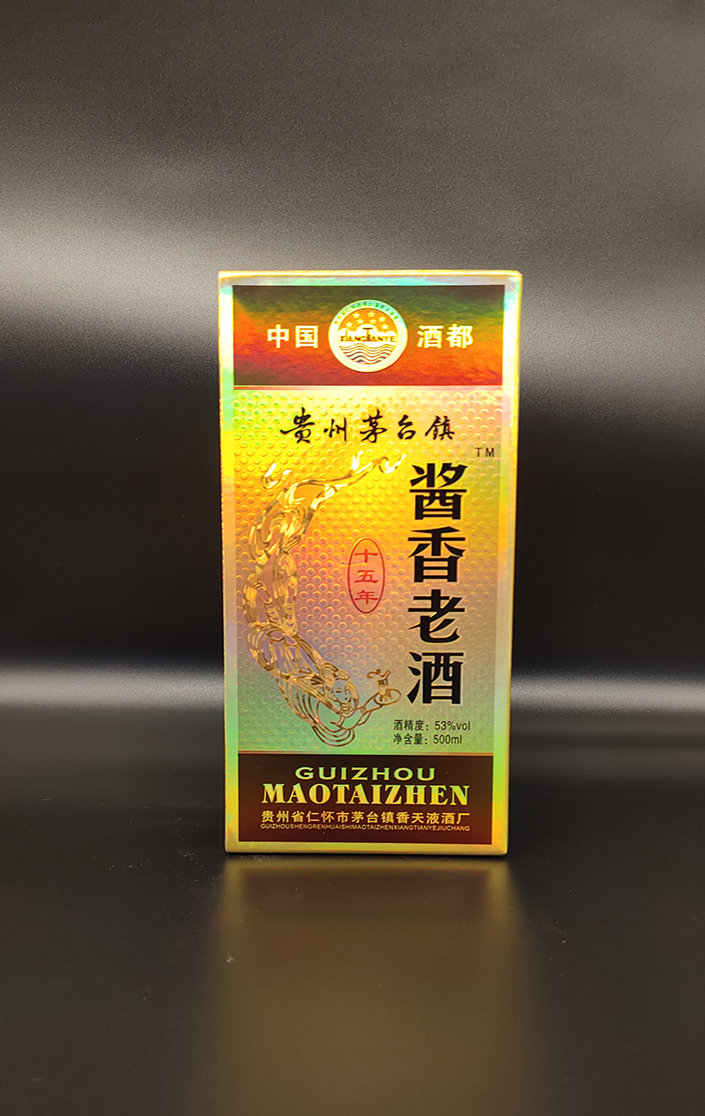 中国 酒都
XIANGTIANYE
贵州茅台镇
TM
酱香老酒
十五年
酒精度：53%vol
净含量：500ml
GUIZHOU
MAOTAIZHEN
贵州省仁怀市茅台镇香天液酒厂
GUIZHOUSHENGRENHUAISHIMAOTAIZHENXIANGTIANYEJIUCHANG